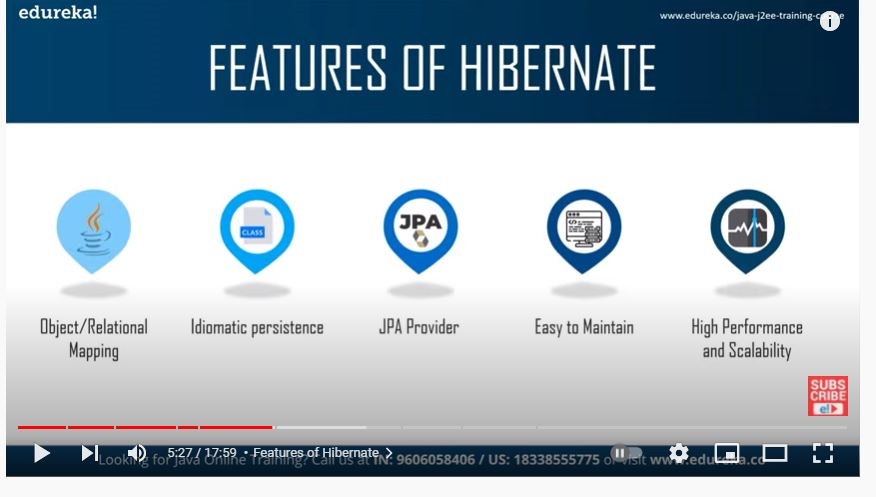 edureka!
www.edureka.co/java-j2ee-training-c
FEATURES OF HIBERNATE
CLASS
JPA
Object/Relational
Mapping
Idiomatic persistence
JPA Provider
Easy to Maintain
High Performance
and Scalability
SUBS
CRIBE
e!
5:27 / 17:59 • Features of Hibernate
Looking for Java Online Training? Call us at IN: 9606058406 / US: 18338555775 or visit www.edureka.co